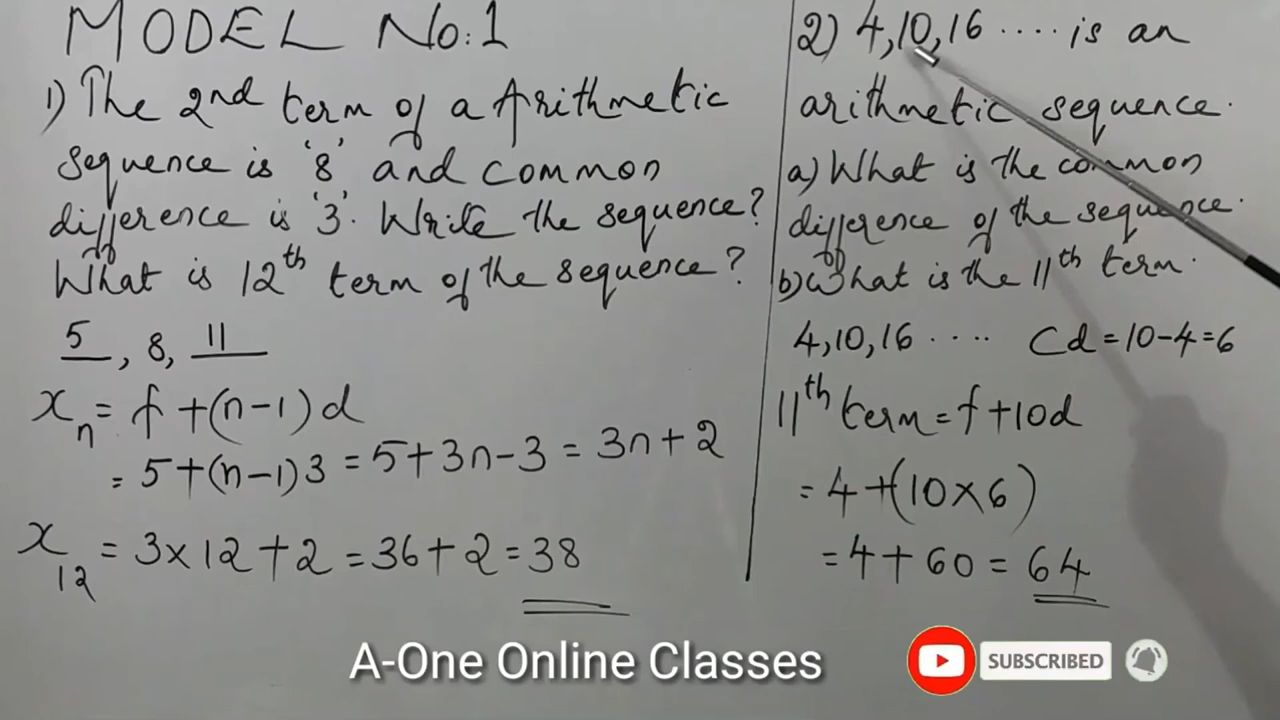 MODEL No:1
1) The 2nd term of a Arithmetic
sequence is '8' and common
difference is '3'. Write the sequence?
What is 12th term of the sequence?
5, 8, 11
xn = f+(n-1)d
= 5+(n-1)3 = 5+3n-3 = 3n+2
x12 = 3×12+2 = 36+2 = 38
2) 4,10,16 .... is an
arithmetic sequence.
a) What is the common
difference of the sequence.
b) What is the 11th term.
4,10,16 .... Cd = 10-4=6
11th term = f+10d
= 4+(10×6)
= 4+60 = 64
A-One Online Classes
SUBSCRIBED